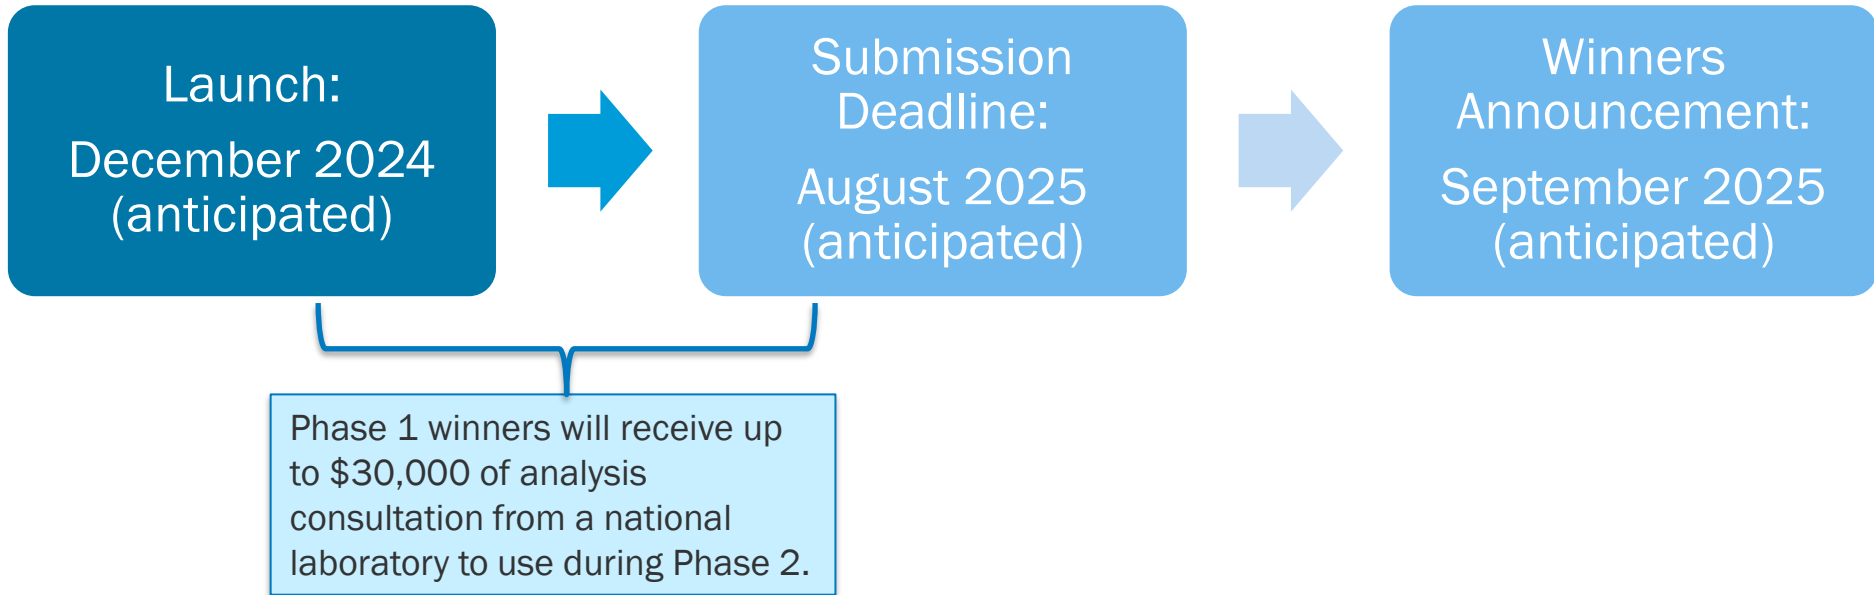 Launch:
December 2024
(anticipated)
Submission
Deadline:
August 2025
(anticipated)
Winners
Announcement:
September 2025
(anticipated)
Phase 1 winners will receive up
to $30,000 of analysis
consultation from a national
laboratory to use during Phase 2.